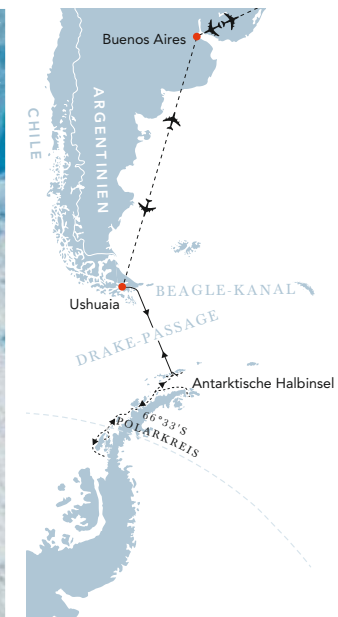 Buenos Aires
CHILE
ARGENTINIEN
BEAGLE-KANAL
Ushuaia
DRAKE-PASSAGE
Antarktische Halbinsel
66°33'S
POLARKREIS